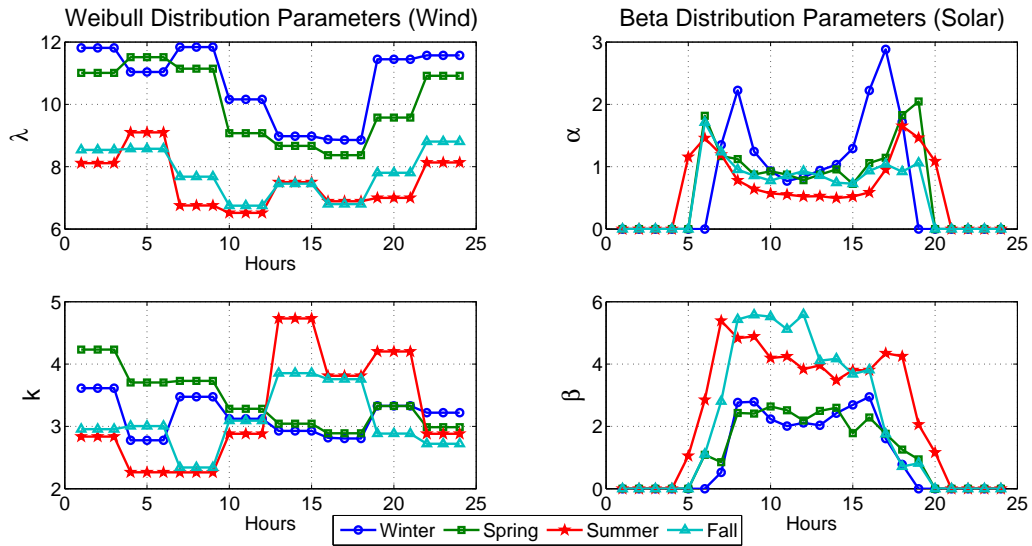 Weibull Distribution Parameters (Wind)
Beta Distribution Parameters (Solar)
12
10
8
6
λ
0 5 10 15 20 25
Hours
3
2
1
0
α
0 5 10 15 20 25
Hours
5
4
3
2
k
0 5 10 15 20 25
Hours
6
4
2
0
β
0 5 10 15 20 25
Hours
Winter Spring Summer Fall